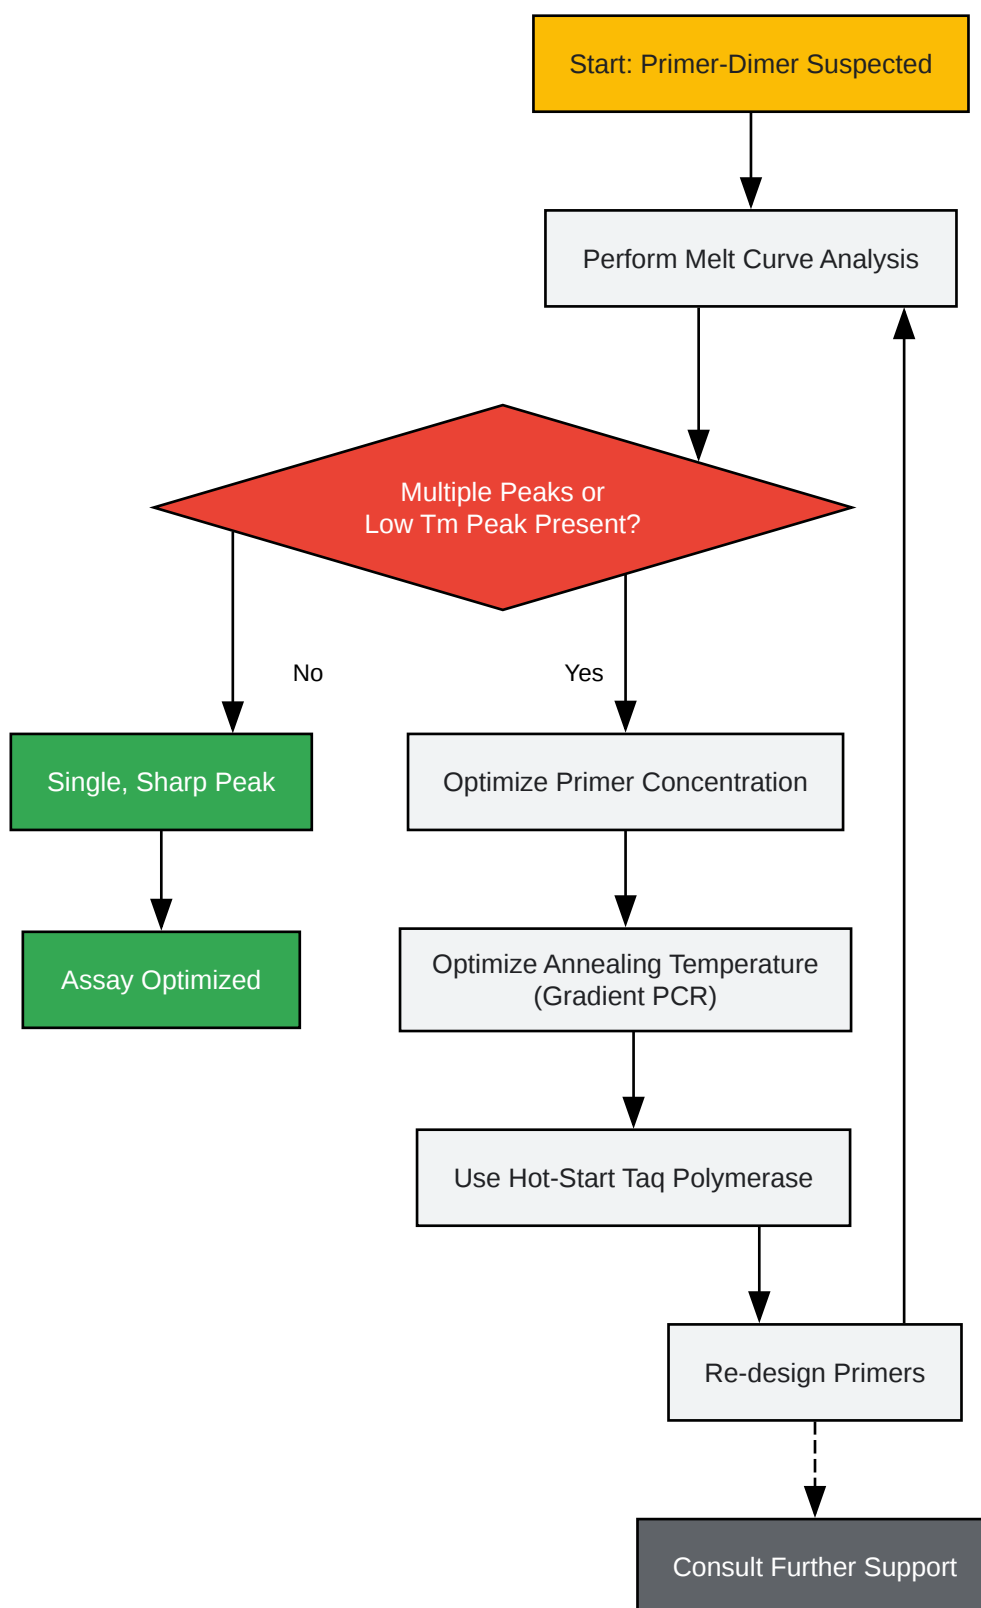 Start: Primer-Dimer Suspected
Perform Melt Curve Analysis
Multiple Peaks or
Low Tm Peak Present?
No
Yes
Single, Sharp Peak
Optimize Primer Concentration
Optimize Annealing Temperature
(Gradient PCR)
Assay Optimized
Use Hot-Start Taq Polymerase
Re-design Primers
Consult Further Support